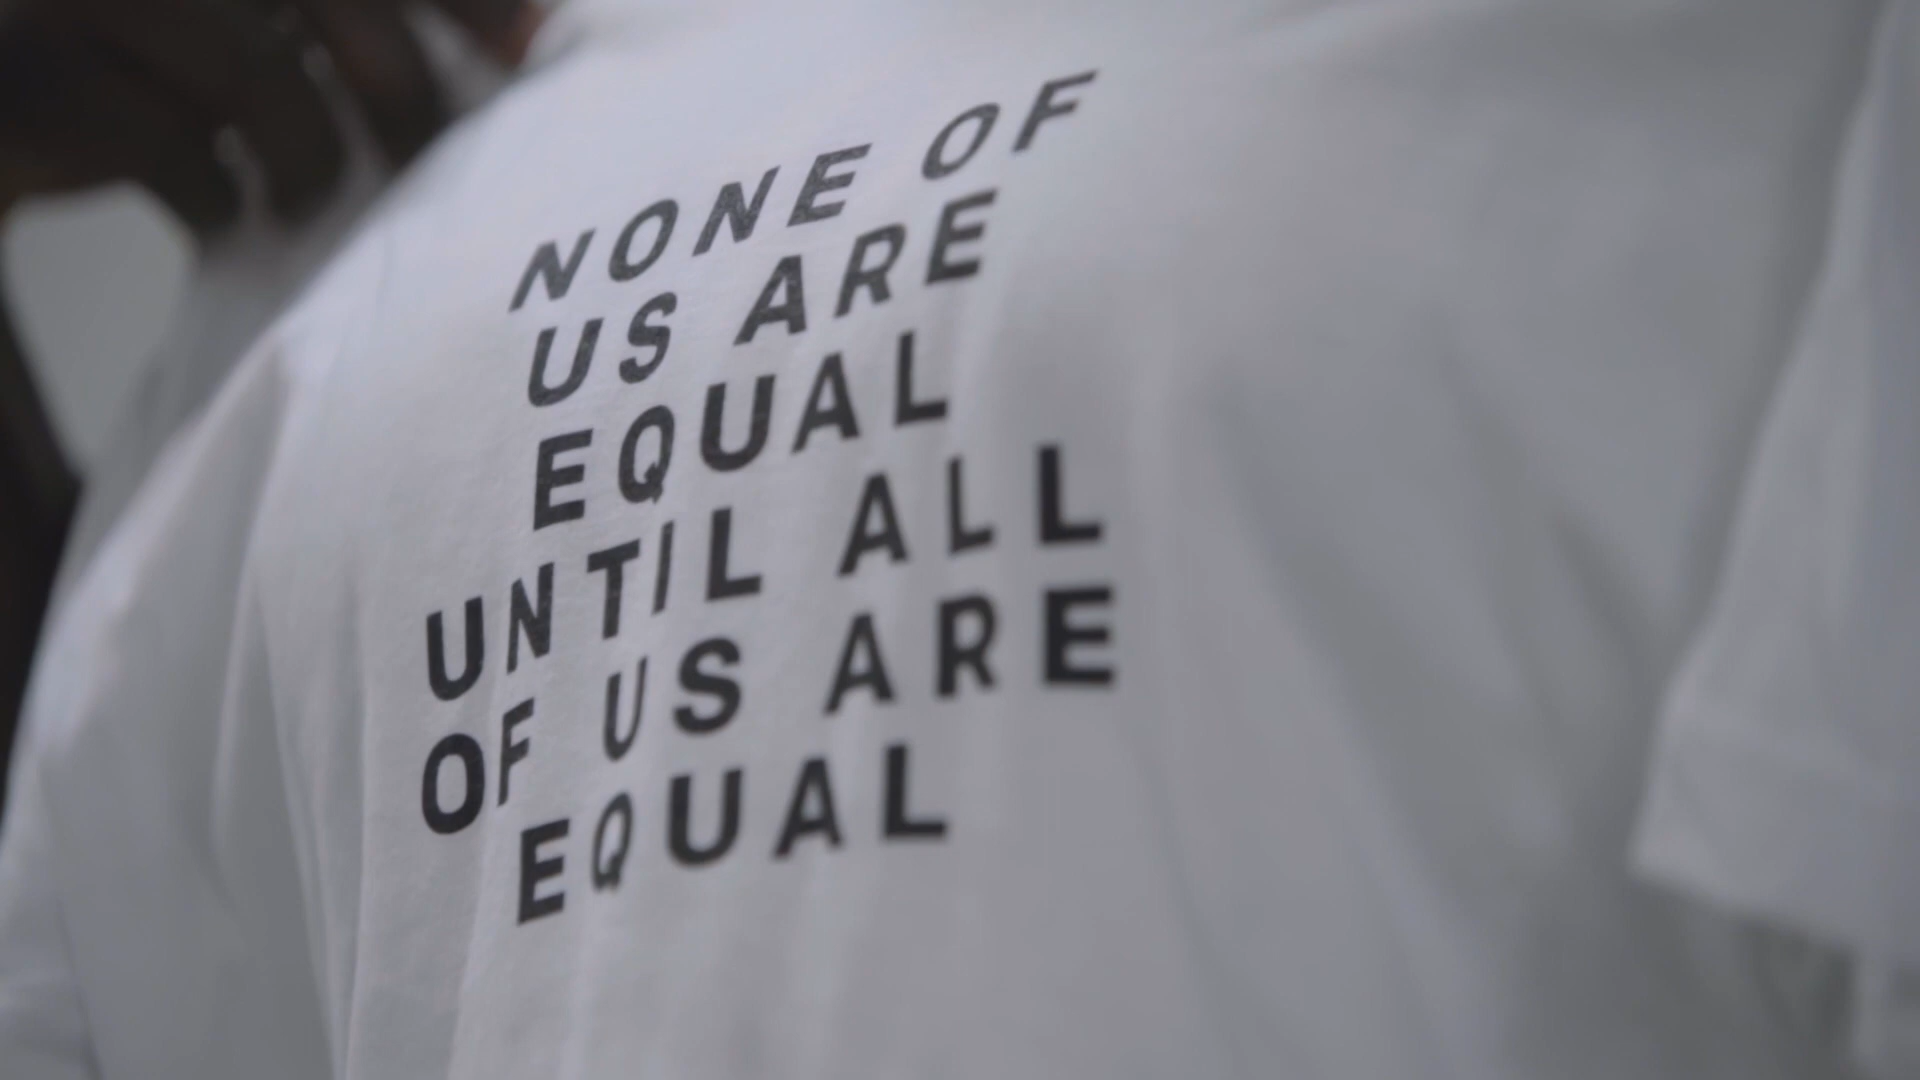 NONE OF
US ARE
EQUAL
UNTIL ALL
OF US ARE
EQUAL